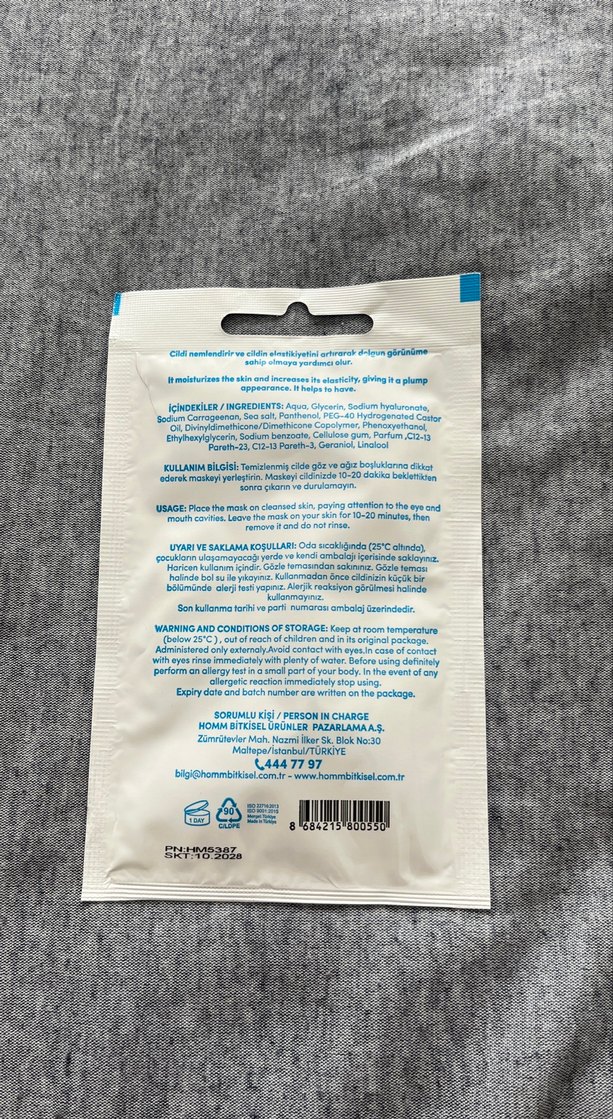 Cildi nemlendirir ve cildin elastikiyetini artırarak dolgun görünüme
sahip olmaya yardımcı olur.
It moisturizes the skin and increases its elasticity, giving it a plump
appearance. It helps to have.
İÇİNDEKİLER / INGREDIENTS: Aqua, Glycerin, Sodium hyaluronate,
Sodium Carrageenan, Sea salt, Panthenol, PEG-40 Hydrogenated Castor
Oil, Divinyldimethicone/Dimethicone Copolymer, Phenoxyethanol,
Ethylhexylglycerin, Sodium benzoate, Cellulose gum, Parfum ,C12-13
Pareth-23, C12-13 Pareth-3, Geraniol, Linalool
KULLANIM BİLGİSİ: Temizlenmiş cilde göz ve ağız boşluklarına dikkat
ederek maskeyi yerleştirin. Maskeyi cildinizde 10-20 dakika beklettikten
sonra çıkarın ve durulamayın.
USAGE: Place the mask on cleansed skin, paying attention to the eye and
mouth cavities. Leave the mask on your skin for 10-20 minutes, then
remove it and do not rinse.
UYARI VE SAKLAMA KOŞULLARI: Oda sıcaklığında (25°C altında),
çocukların ulaşamayacağı yerde ve kendi ambalajı içerisinde saklayınız.
Haricen kullanım içindir. Gözle temasından sakınınız. Gözle teması
halinde bol su ile yıkayınız. Kullanmadan önce cildinizin küçük bir
bölümünde alerji testi yapınız. Alerjik reaksiyon görülmesi halinde
kullanmayınız.
Son kullanma tarihi ve parti numarası ambalaj üzerindedir.
WARNING AND CONDITIONS OF STORAGE: Keep at room temperature
(below 25°C ) , out of reach of children and in its original package.
Administered only externaly.Avoid contact with eyes.In case of contact
with eyes rinse immediately with plenty of water. Before using definitely
perform an allergy test in a small part of your body. In the event of any
allergetic reaction immediately stop using.
Expiry date and batch number are written on the package.
SORUMLU KİŞİ / PERSON IN CHARGE
HOMM BİTKİSEL ÜRÜNLER PAZARLAMA A.Ş.
Zümrütevler Mah. Nazmi İlker Sk. Blok No:30
Maltepe/İstanbul/TÜRKİYE
444 77 97
bilgi@hommbitkisel.com.tr - www.hommbitkisel.com.tr
1 DAY
90
C/LDPE
ISO 22716:2013
ISO 9001:2015
Menşei: Türkiye
Made in Türkiye
8 684215 800550
PN:HM5387
SKT:10.2028